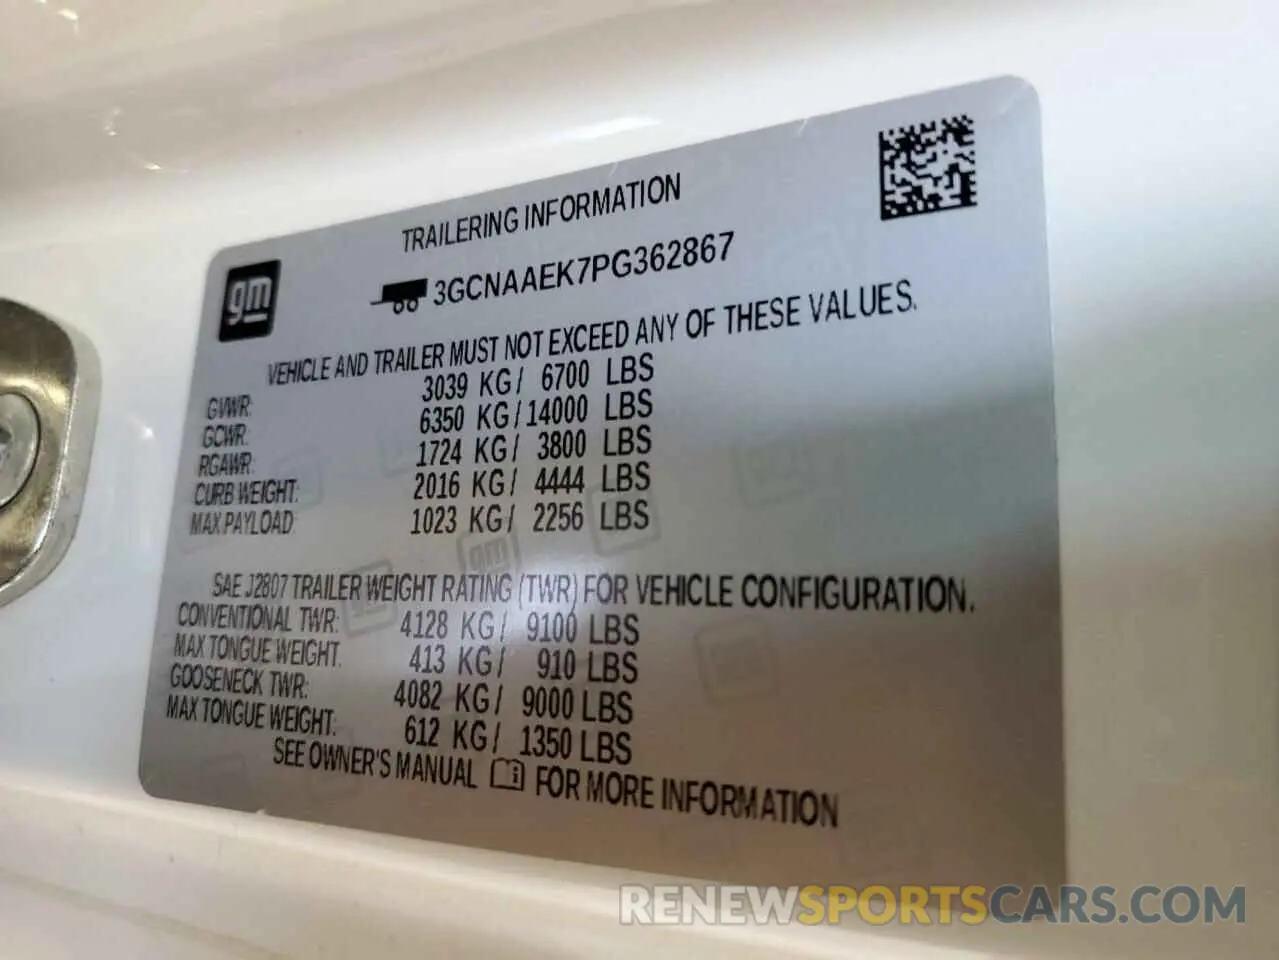 TRAILERING INFORMATION
gm
3GCNAAEK7PG362867
VEHICLE AND TRAILER MUST NOT EXCEED ANY OF THESE VALUES.
GVWR: 3039 KG/ 6700 LBS
GCWR: 6350 KG/14000 LBS
RGAWR: 1724 KG/ 3800 LBS
CURB WEIGHT: 2016 KG/ 4444 LBS
MAX PAYLOAD: 1023 KG/ 2256 LBS
SAE J2807 TRAILER WEIGHT RATING (TWR) FOR VEHICLE CONFIGURATION.
CONVENTIONAL TWR: 4128 KG/ 9100 LBS
MAX TONGUE WEIGHT: 413 KG/ 910 LBS
GOOSENECK TWR: 4082 KG/ 9000 LBS
MAX TONGUE WEIGHT: 612 KG/ 1350 LBS
SEE OWNER'S MANUAL FOR MORE INFORMATION
RENEWSPORTSCARS.COM